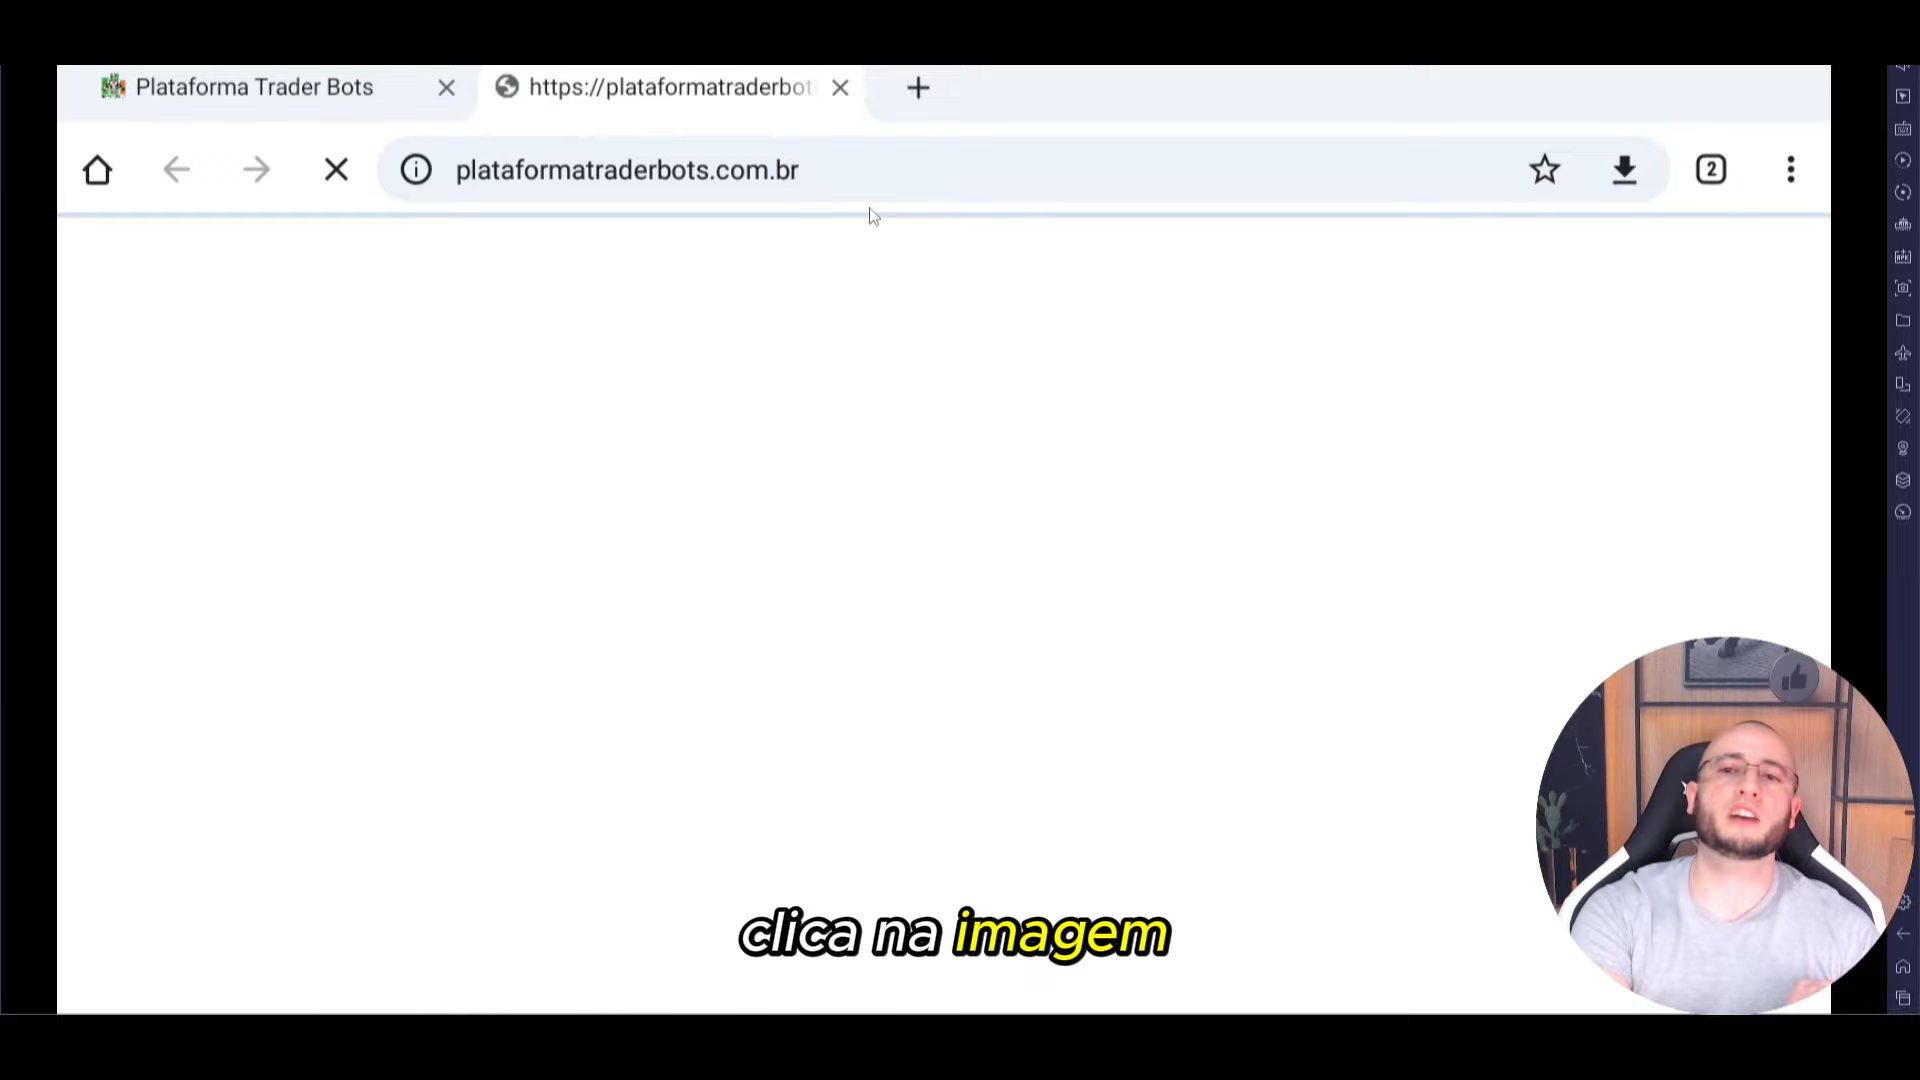 Plataforma Trader Bots
https://plataformatraderbot
plataformatraderbots.com.br
2
clica na imagem